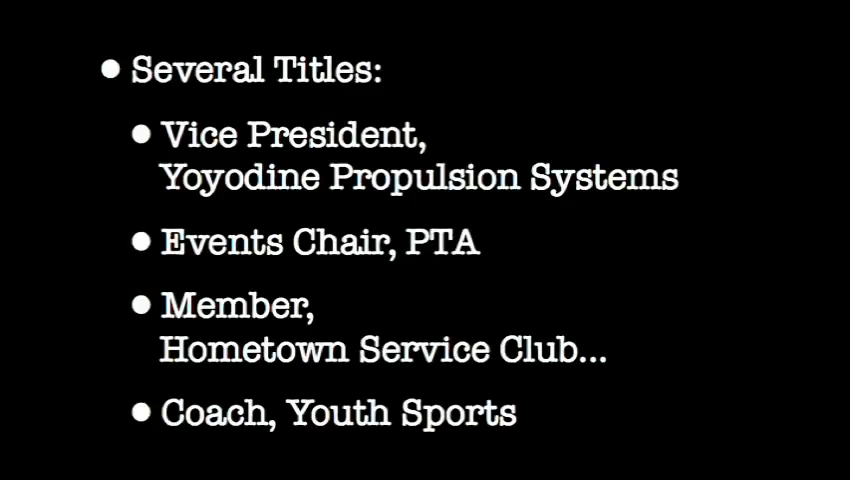 • Several Titles:
• Vice President,
Yoyodine Propulsion Systems
• Events Chair, PTA
• Member,
Hometown Service Club...
• Coach, Youth Sports